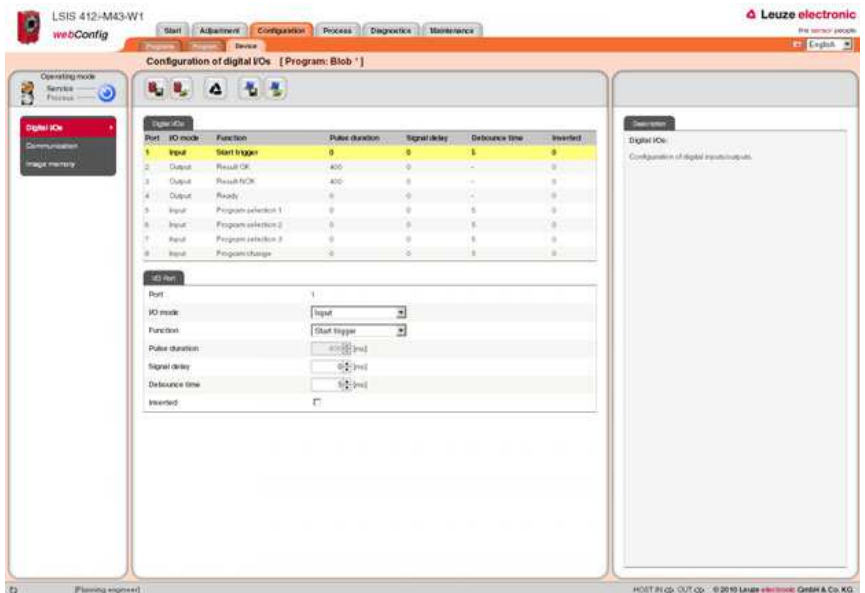 LSIS 412i-M43-W1
webConfig
Start Adjustment Configuration Process Diagnostics Maintenance
Programs Program Device
Leuze electronic
the sensor people
English
Configuration of digital I/Os [ Program: Blob * ]
Operating mode
Service
Process
Digital I/Os
Communication
Image memory
Digital I/Os
Port I/O mode Function Pulse duration Signal delay Debounce time Inverted
1 Input Start trigger 0 0 5 0
2 Output Result OK 400 0 - 0
3 Output Result NOK 400 0 - 0
4 Output Ready 0 0 - 0
5 Input Program selection 1 0 0 5 0
6 Input Program selection 2 0 0 5 0
7 Input Program selection 3 0 0 5 0
8 Input Program change 0 0 5 0
I/O Port
Port 1
I/O mode Input
Function Start trigger
Pulse duration 400 [ms]
Signal delay 0 [ms]
Debounce time 5 [ms]
Inverted
Description
Digital I/Os:
Configuration of digital inputs/outputs.
[Planning engineer]
HOST IN OUT © 2010 Leuze electronic GmbH & Co. KG